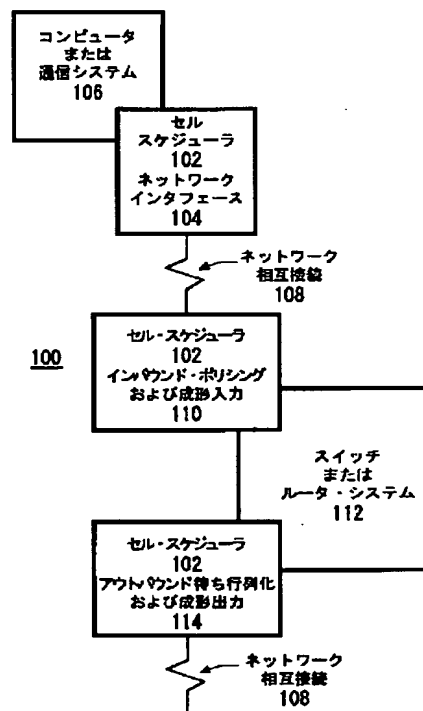 コンピュータ
または
通信システム
106
セル
スケジューラ
102
ネットワーク
インタフェース
104
ネットワーク
相互接続
108
100
セル・スケジューラ
102
インバウンド・ポリシング
および成形入力
110
スイッチ
または
ルータ・システム
112
セル・スケジューラ
102
アウトバウンド待ち行列化
および成形出力
114
ネットワーク
相互接続
108